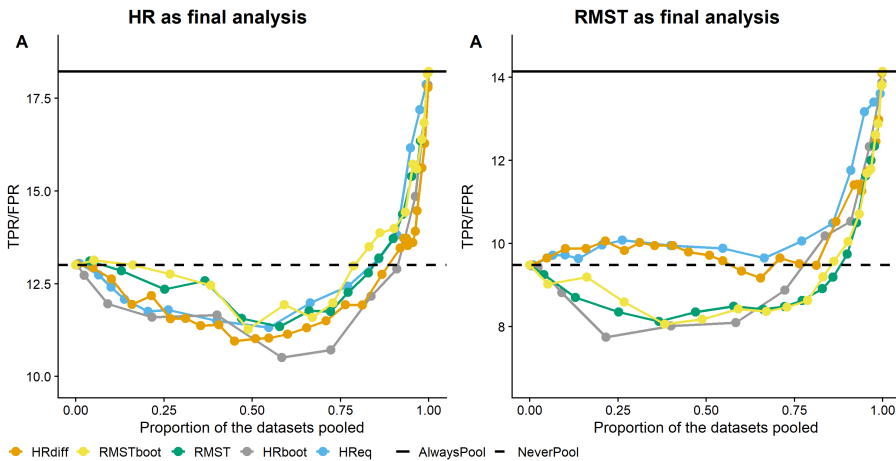 HR as final analysis
RMST as final analysis
A
A
TPR/FPR
17.5
15.0
12.5
10.0
0.00
0.25
0.50
0.75
1.00
Proportion of the datasets pooled
TPR/FPR
14
12
10
8
0.00
0.25
0.50
0.75
1.00
Proportion of the datasets pooled
HRdiff
RMSTboot
RMST
HRboot
HReq
AlwaysPool
NeverPool